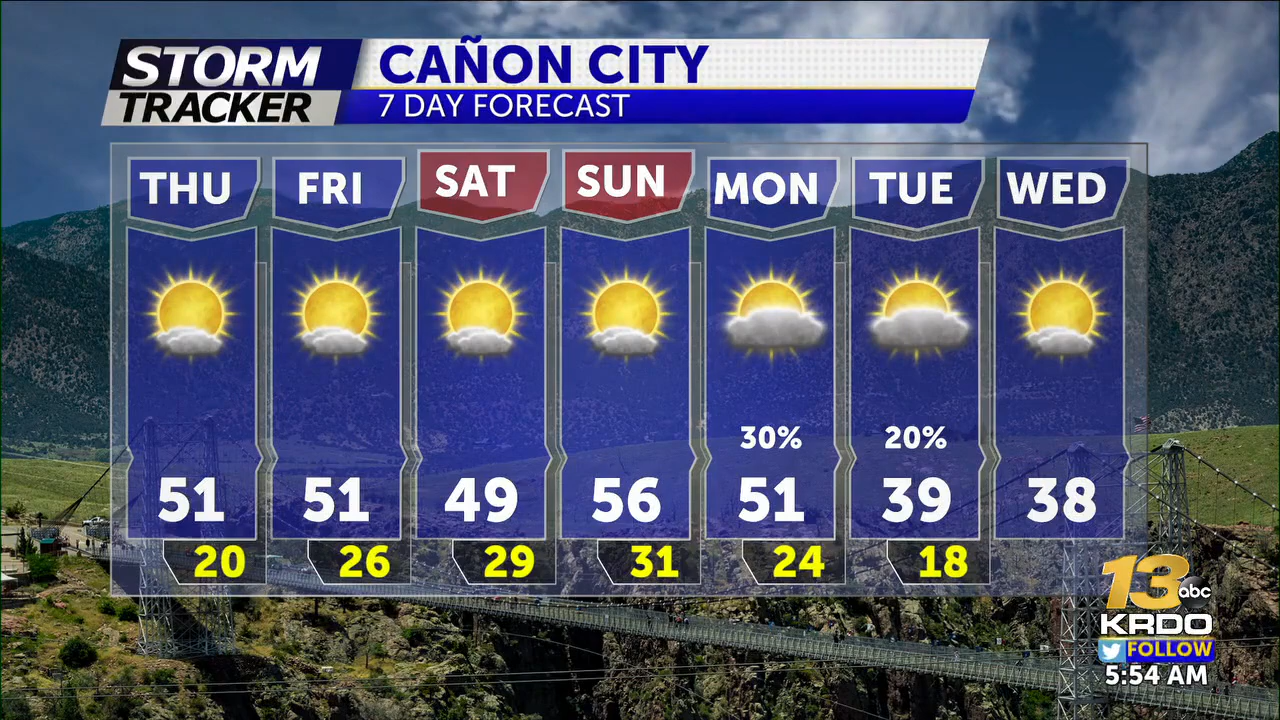 STORM
TRACKER
CAÑON CITY
7 DAY FORECAST
THU FRI SAT SUN MON TUE WED
30% 20%
51 51 49 56 51 39 38
20 26 29 31 24 18
13 abc
KRDO
FOLLOW
5:54 AM